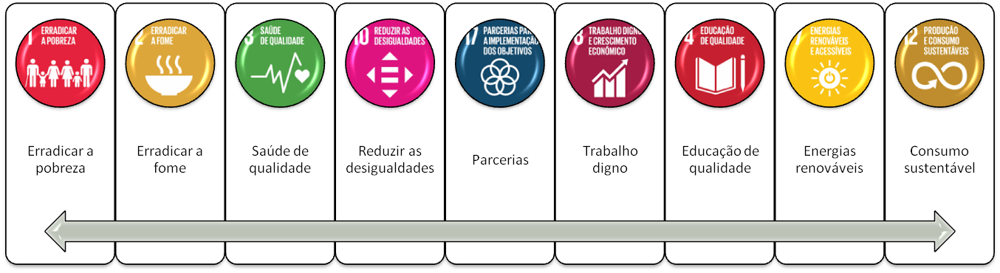 1 ERRADICAR
A POBREZA
2 ERRADICAR
A FOME
3 SAÚDE
DE QUALIDADE
10 REDUZIR AS
DESIGUALDADES
17 PARCERIAS PARA
A IMPLEMENTAÇÃO
DOS OBJETIVOS
8 TRABALHO DIGNO
E CRESCIMENTO
ECONÓMICO
4 EDUCAÇÃO
DE QUALIDADE
7 ENERGIAS
RENOVÁVEIS
E ACESSÍVEIS
12 PRODUÇÃO
E CONSUMO
SUSTENTÁVEIS
Erradicar a
pobreza
Erradicar a
fome
Saúde de
qualidade
Reduzir as
desigualdades
Parcerias
Trabalho
digno
Educação de
qualidade
Energias
renováveis
Consumo
sustentável